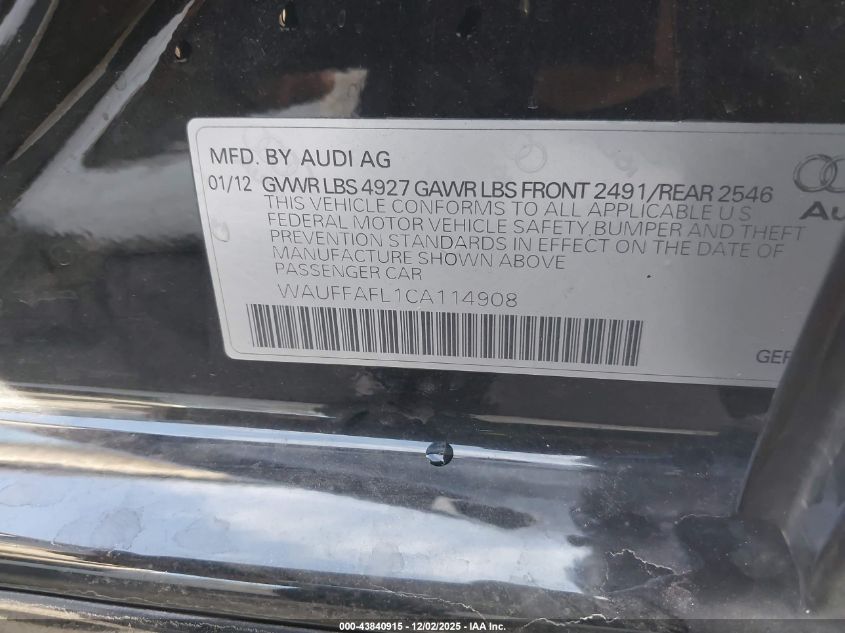 MFD. BY AUDI AG
01/12 GVWR LBS 4927 GAWR LBS FRONT 2491/REAR 2546
THIS VEHICLE CONFORMS TO ALL APPLICABLE U S
FEDERAL MOTOR VEHICLE SAFETY,BUMPER AND THEFT
PREVENTION STANDARDS IN EFFECT ON THE DATE OF
MANUFACTURE SHOWN ABOVE
PASSENGER CAR
WAUFFAFL1CA114908
Au
GER
000-43840915 - 12/02/2025 - IAA Inc.